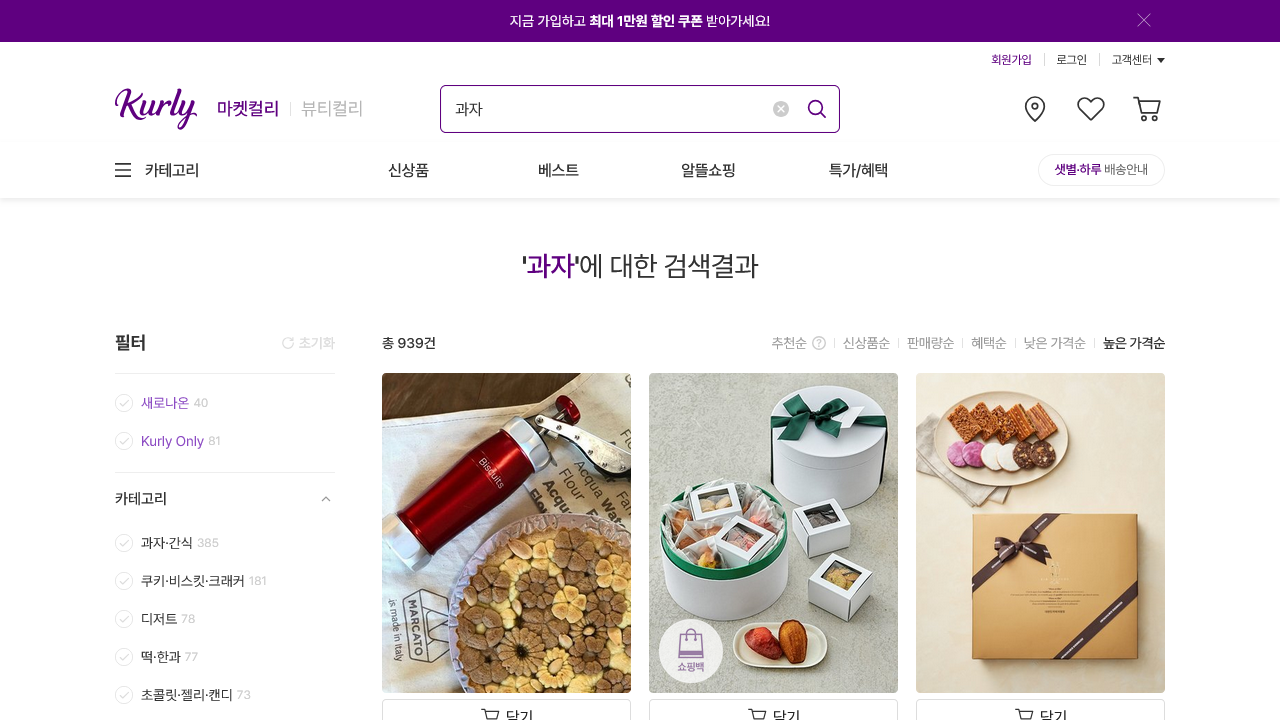 지금 가입하고 최대 1만원 할인 쿠폰 받아가세요!
회원가입 로그인 고객센터
Kurly 마켓컬리 뷰티컬리
과자
카테고리 신상품 베스트 알뜰쇼핑 특가/혜택 샛별·하루 배송안내
'과자'에 대한 검색결과
필터 초기화
총 939건 추천순 신상품순 판매량순 혜택순 낮은 가격순 높은 가격순
새로나온 40
Kurly Only 81
카테고리
과자·간식 385
쿠키·비스킷·크래커 181
디저트 78
떡·한과 77
초콜릿·젤리·캔디 73
Biscuits
MARCATO
is made in Italy
쇼핑백
담기 담기 담기